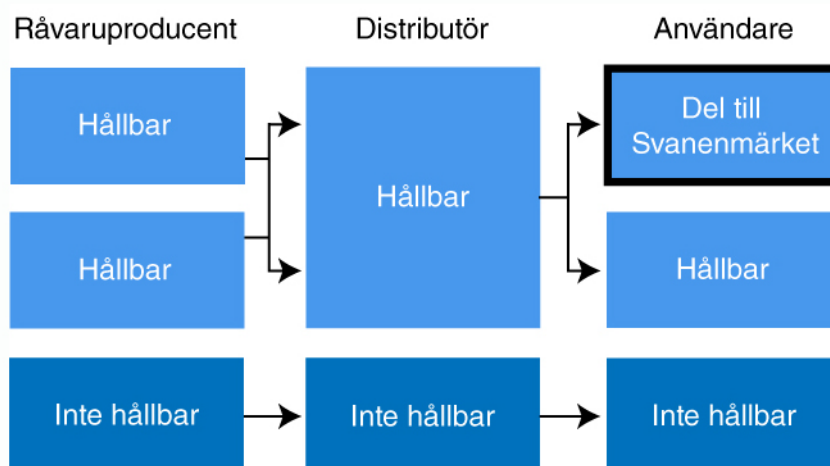 Råvaruproducent
Distributör
Användare
Hållbar
Hållbar
Hållbar
Del till
Svanenmärket
Hållbar
Inte hållbar
Inte hållbar
Inte hållbar